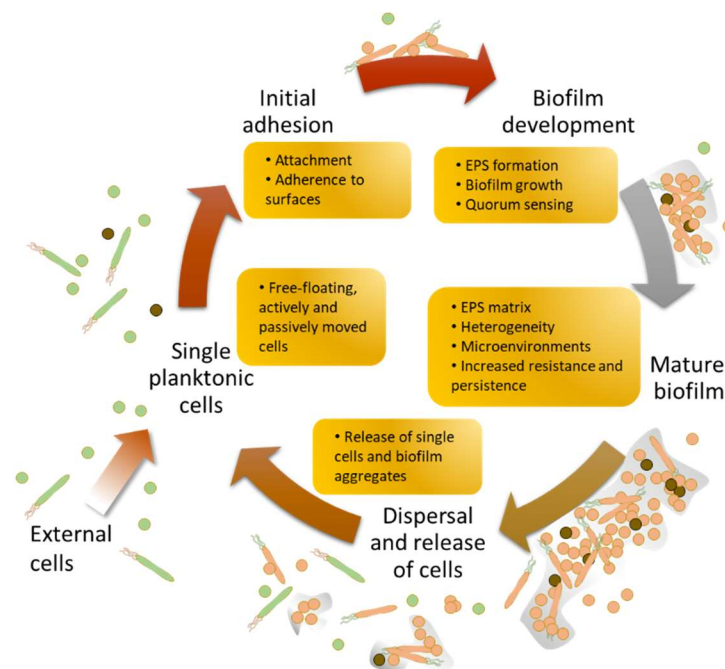 Initial
adhesion
• Attachment
• Adherence to
surfaces
Biofilm
development
• EPS formation
• Biofilm growth
• Quorum sensing
• EPS matrix
• Heterogeneity
• Microenvironments
• Increased resistance and
persistence
Mature
biofilm
• Release of single
cells and biofilm
aggregates
Dispersal
and release
of cells
• Free-floating,
actively and
passively moved
cells
Single
planktonic
cells
External
cells